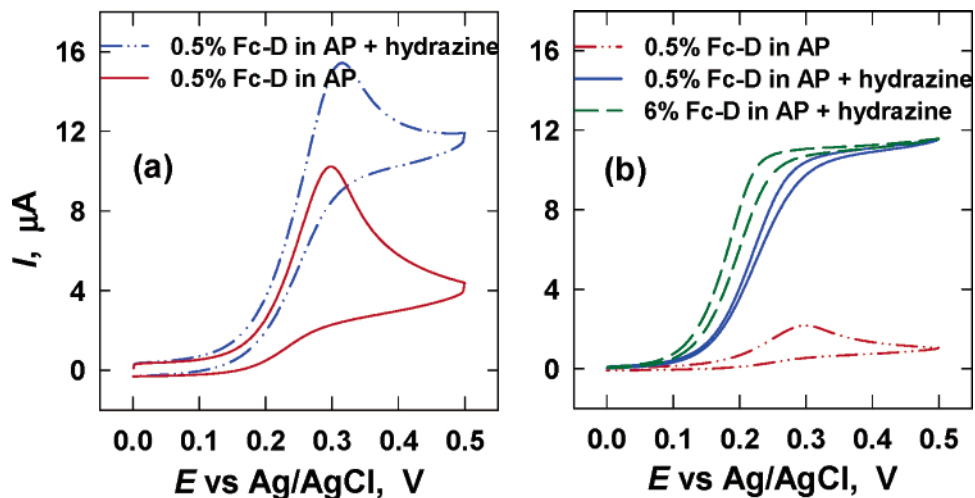 16
12
8
4
0
I, μA
0.5% Fc-D in AP + hydrazine
0.5% Fc-D in AP
(a)
0.0 0.1 0.2 0.3 0.4 0.5
E vs Ag/AgCl, V
16
12
8
4
0
0.5% Fc-D in AP
0.5% Fc-D in AP + hydrazine
6% Fc-D in AP + hydrazine
(b)
0.0 0.1 0.2 0.3 0.4 0.5
E vs Ag/AgCl, V